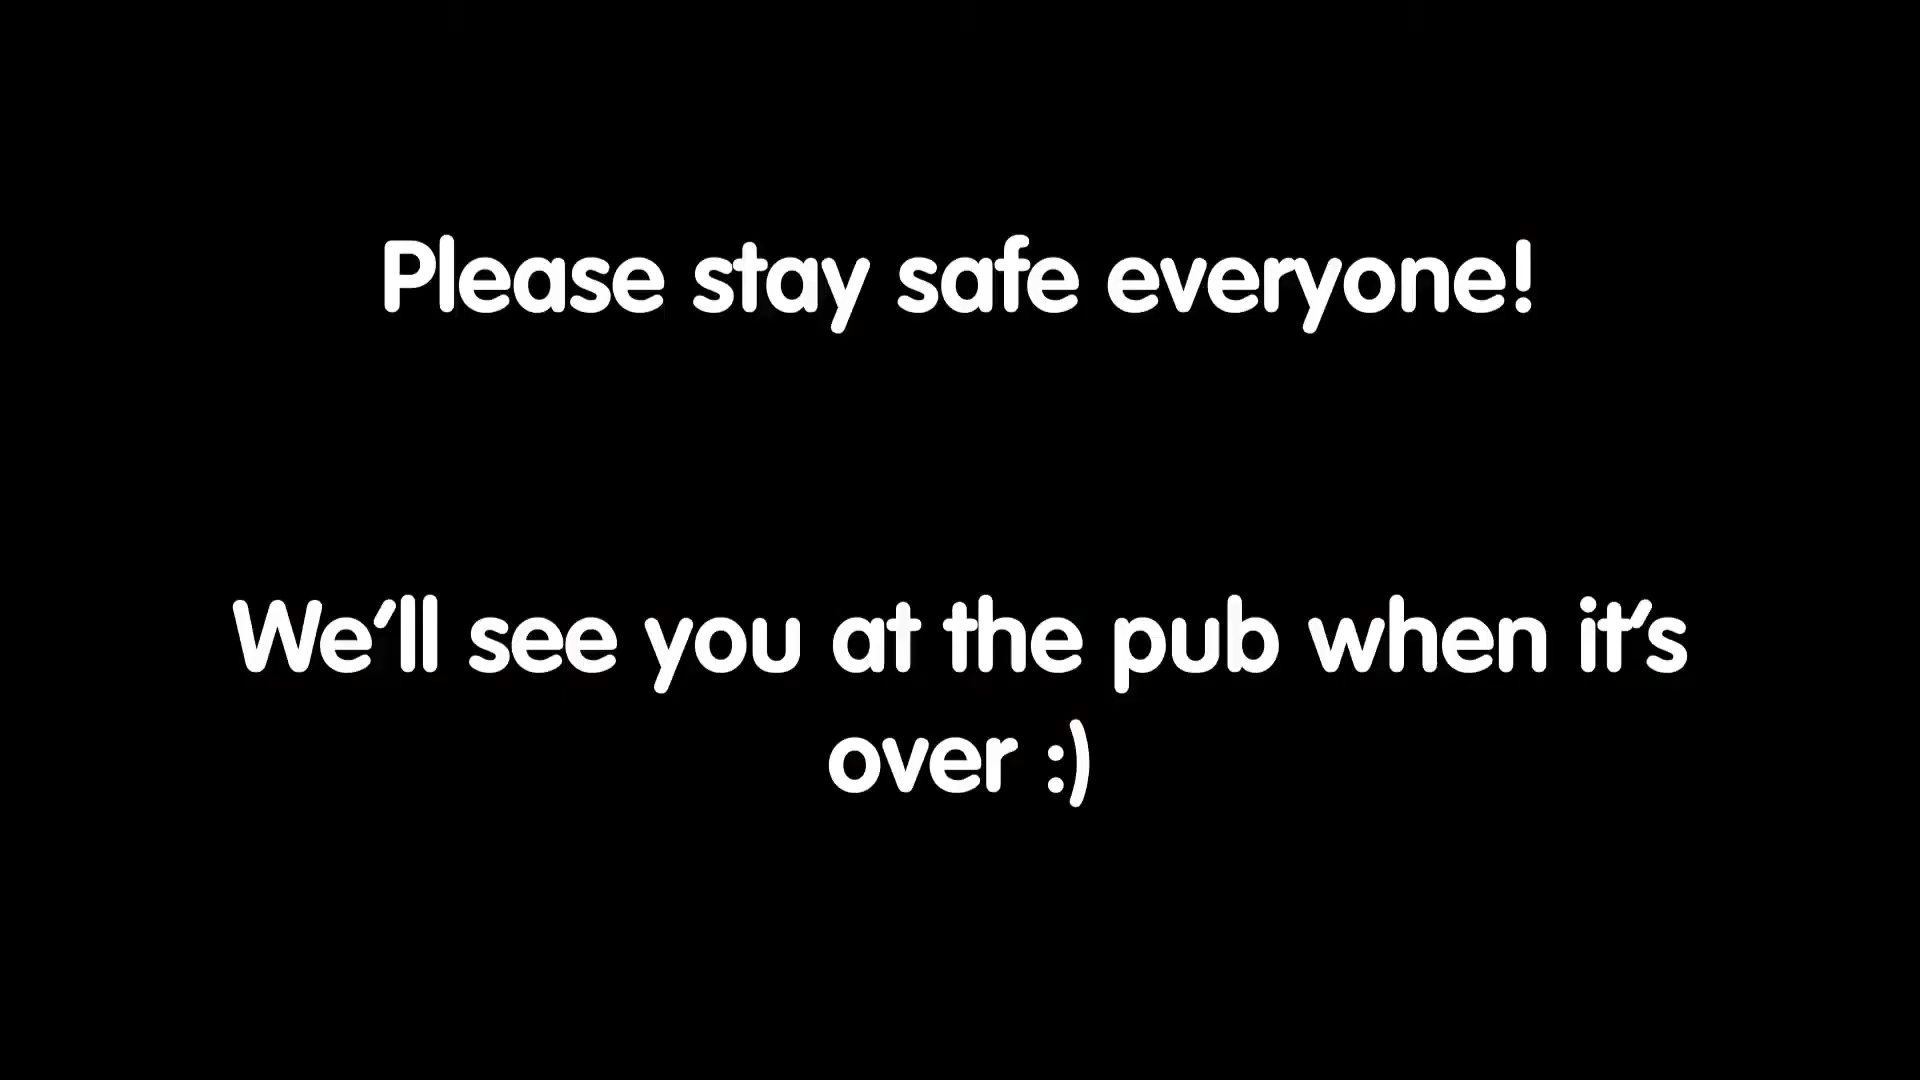 Please stay safe everyone!
We'll see you at the pub when it's
over :)